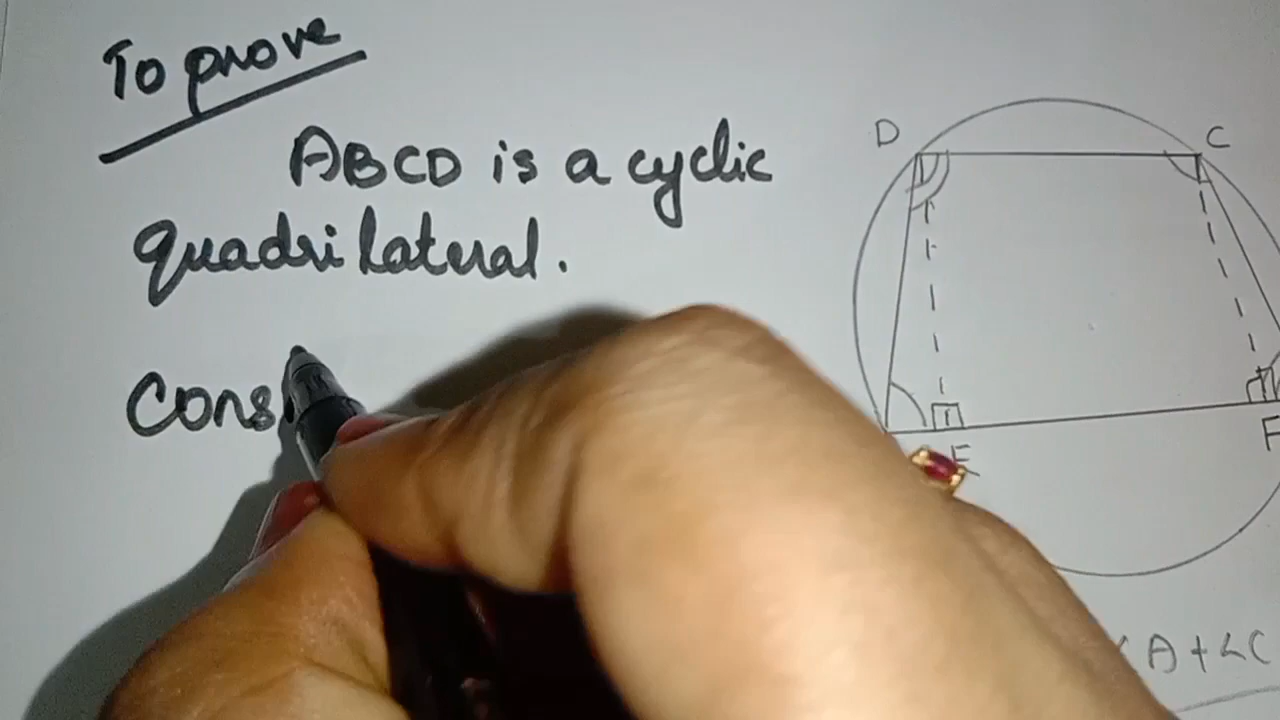 To prove
ABCD is a cyclic
quadrilateral.
Cons
D
C
E
F
A + ∠C